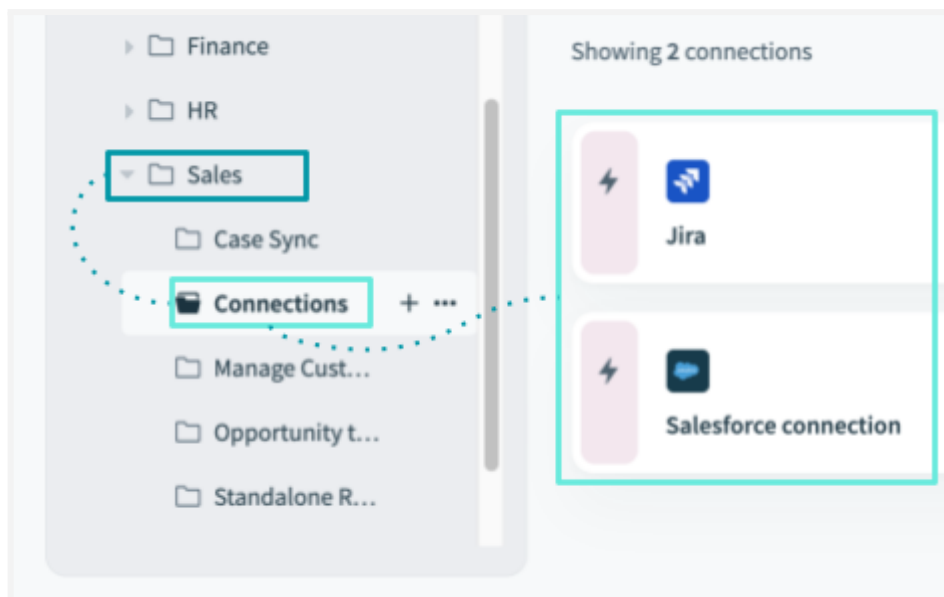 Finance
HR
Sales
Case Sync
Connections
Manage Cust...
Opportunity t...
Standalone R...
Showing 2 connections
Jira
Salesforce connection